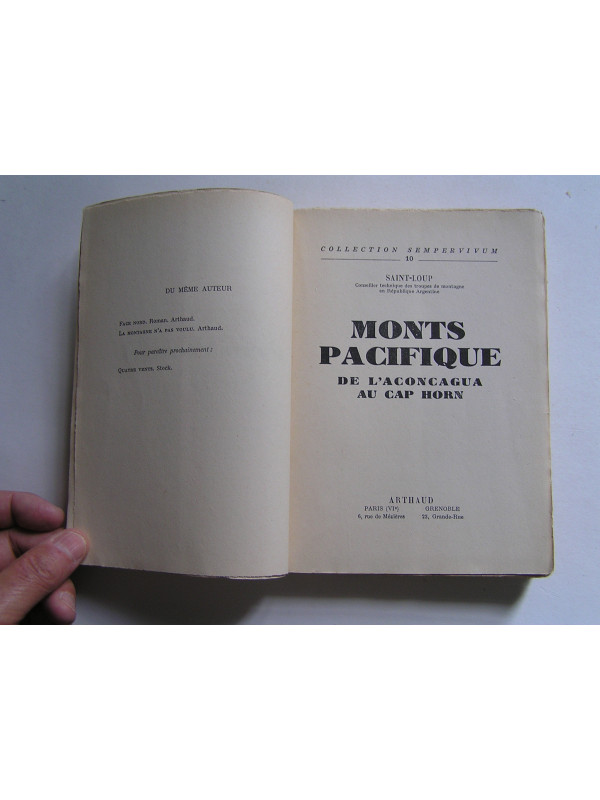 DU MÊME AUTEUR
FACE NORD. Roman. Arthaud.
LA MONTAGNE N'A PAS VOULU. Arthaud.
Pour paraître prochainement :
QUATRE VENTS. Stock.
COLLECTION SEMPERVIVUM
10
SAINT-LOUP
Conseiller technique des troupes de montagne
en République Argentine
MONTS
PACIFIQUE
DE L'ACONCAGUA
AU CAP HORN
ARTHAUD
PARIS (VIe) GRENOBLE
6, rue de Mézières 23, Grande-Rue